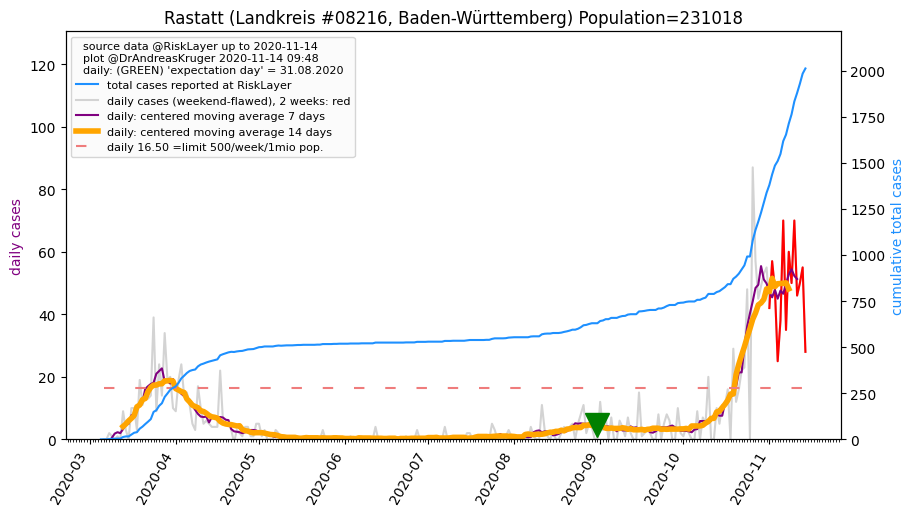 Rastatt (Landkreis #08216, Baden-Württemberg) Population=231018
source data @RiskLayer up to 2020-11-14
plot @DrAndreasKruger 2020-11-14 09:48
daily: (GREEN) 'expectation day' = 31.08.2020
total cases reported at RiskLayer
daily cases (weekend-flawed), 2 weeks: red
daily: centered moving average 7 days
daily: centered moving average 14 days
daily 16.50 =limit 500/week/1mio pop.
daily cases
120
100
80
60
40
20
0
cumulative total cases
2000
1750
1500
1250
1000
750
500
250
0
2020-03
2020-04
2020-05
2020-06
2020-07
2020-08
2020-09
2020-10
2020-11